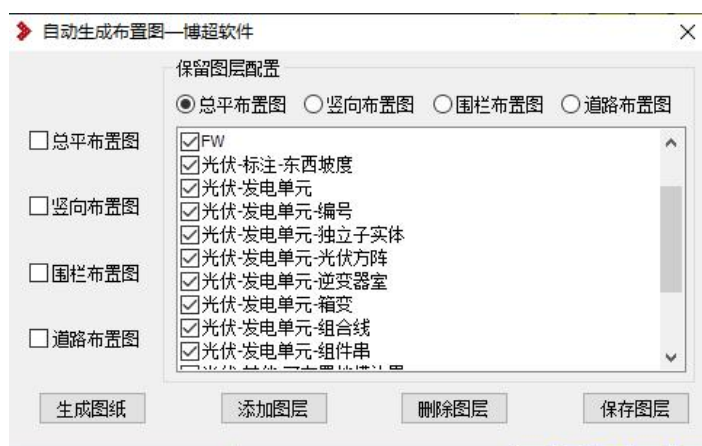 自动生成布置图—博超软件
保留图层配置
总平布置图 竖向布置图 围栏布置图 道路布置图
总平布置图
竖向布置图
围栏布置图
道路布置图
FW
光伏-标注-东西坡度
光伏-发电单元
光伏-发电单元-编号
光伏-发电单元-独立子实体
光伏-发电单元-光伏方阵
光伏-发电单元-逆变器室
光伏-发电单元-箱变
光伏-发电单元-组合线
光伏-发电单元-组件串
生成图纸 添加图层 删除图层 保存图层